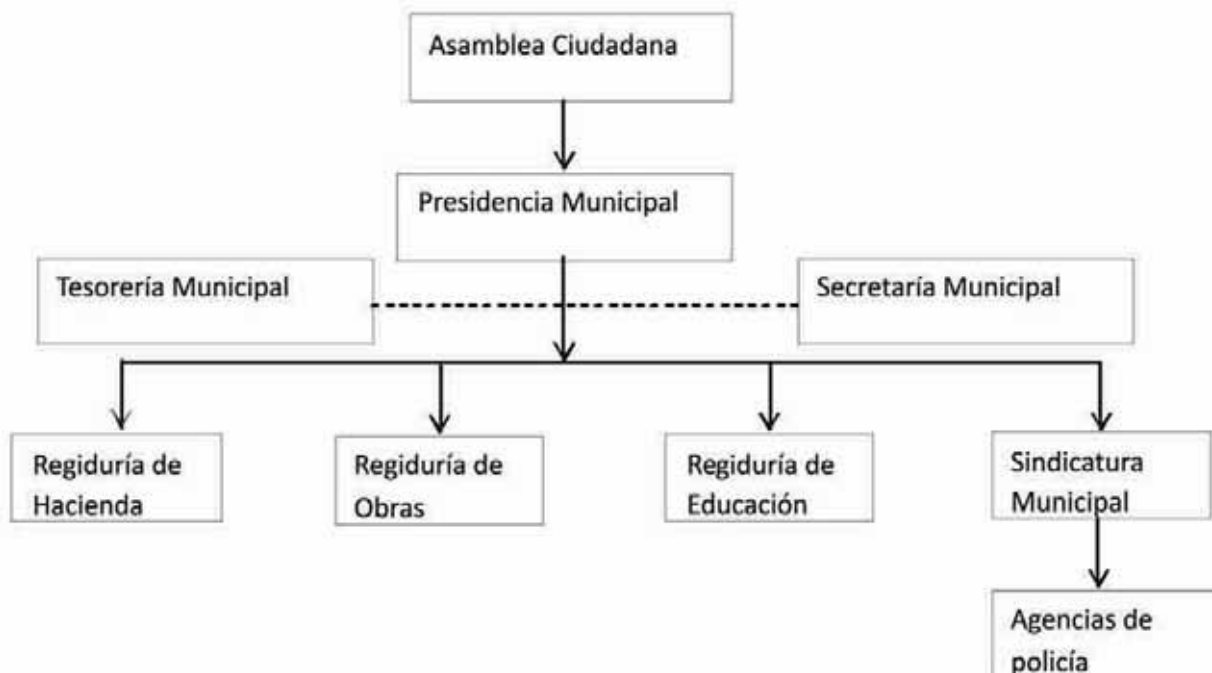 Asamblea Ciudadana
Presidencia Municipal
Tesorería Municipal
Secretaría Municipal
Regiduría de
Hacienda
Regiduría de
Obras
Regiduría de
Educación
Sindicatura
Municipal
Agencias de
policía